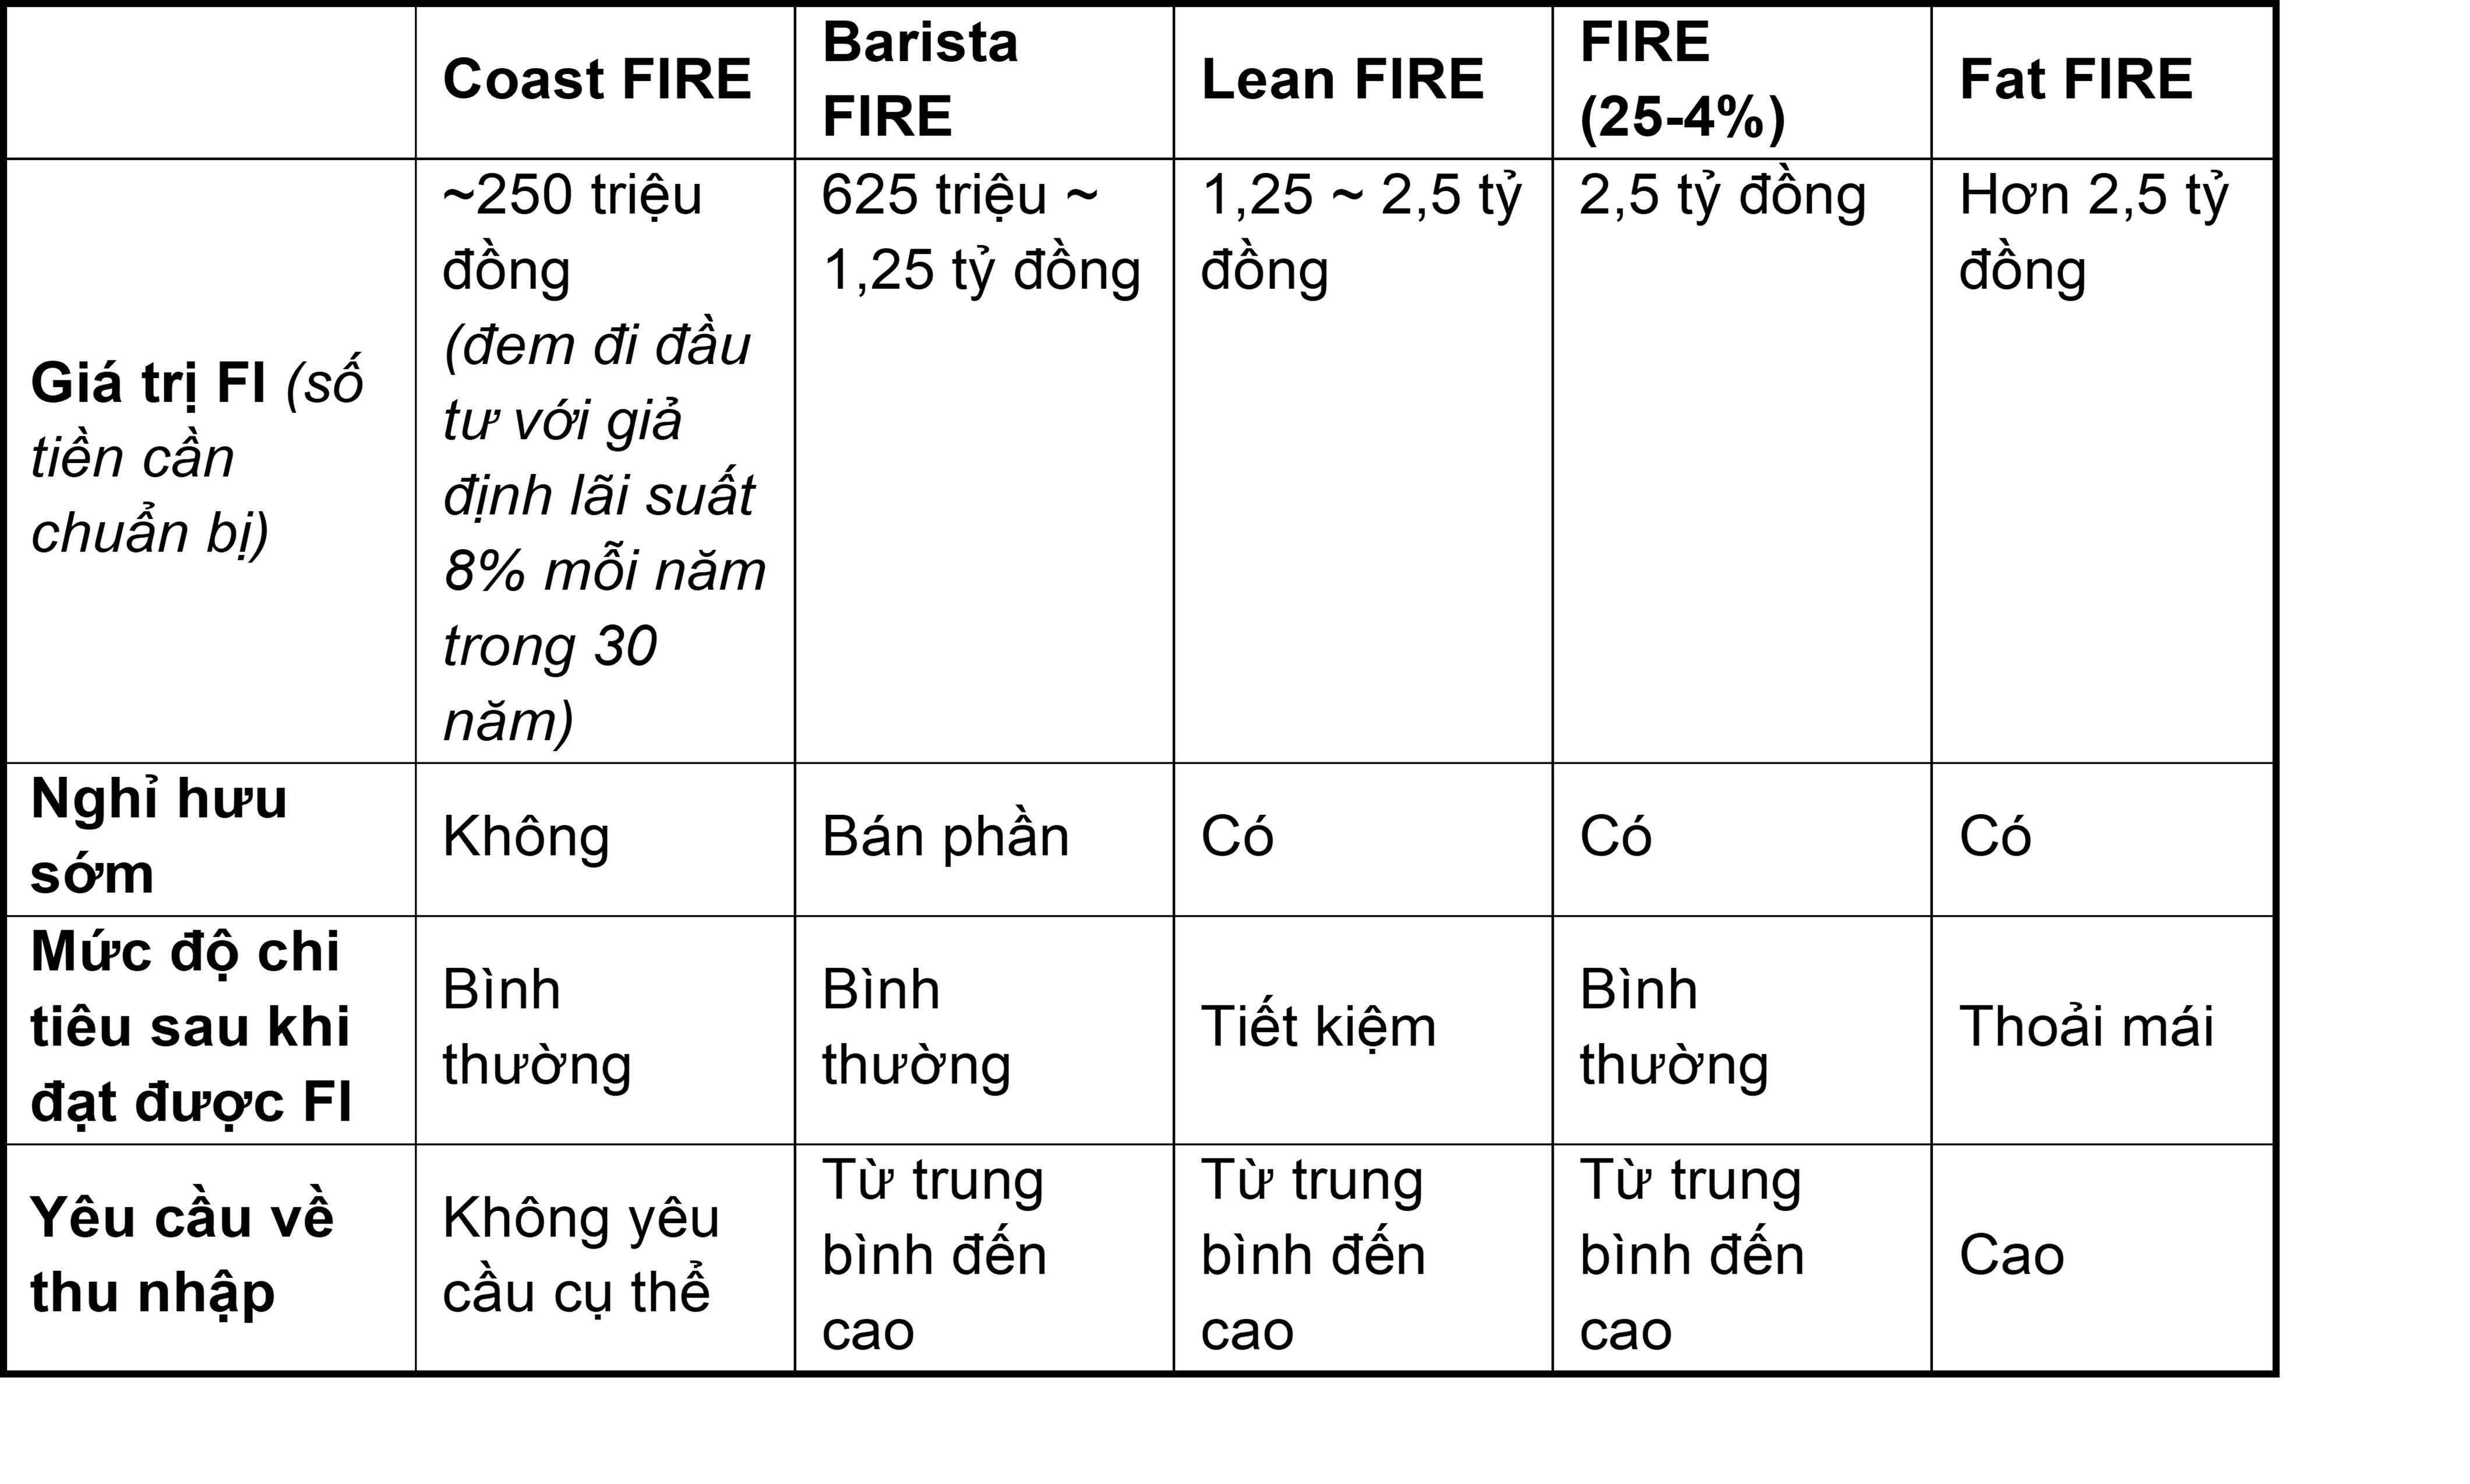 Coast FIRE
Barista
FIRE
Lean FIRE
FIRE
(25-4%)
Fat FIRE
Giá trị FI (số
tiền cần
chuẩn bị)
~250 triệu
đồng
(đem đi đầu
tư với giả
định lãi suất
8% mỗi năm
trong 30
năm)
625 triệu ~
1,25 tỷ đồng
1,25 ~ 2,5 tỷ
đồng
2,5 tỷ đồng
Hơn 2,5 tỷ
đồng
Nghỉ hưu
sớm
Không
Bán phần
Có
Có
Có
Mức độ chi
tiêu sau khi
đạt được FI
Bình
thường
Bình
thường
Tiết kiệm
Bình
thường
Thoải mái
Yêu cầu về
thu nhập
Không yêu
cầu cụ thể
Từ trung
bình đến
cao
Từ trung
bình đến
cao
Từ trung
bình đến
cao
Cao